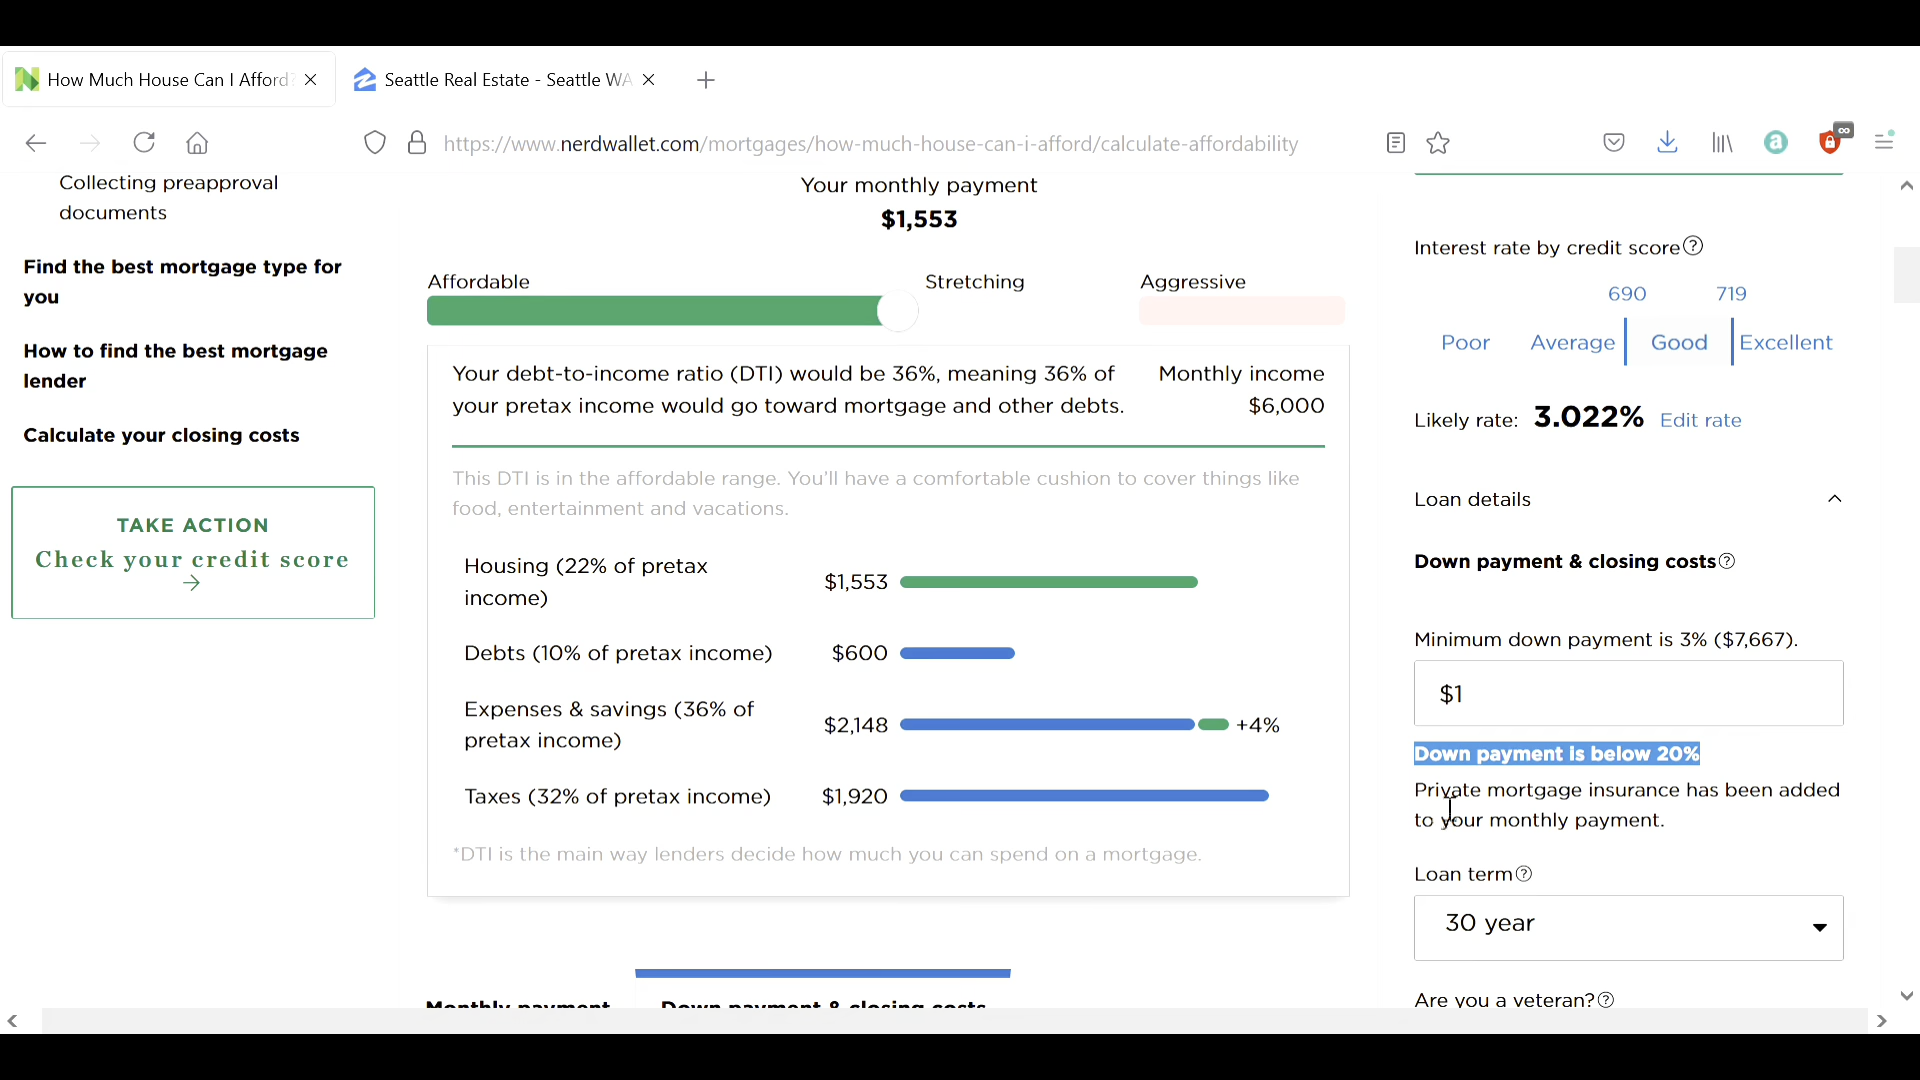 How Much House Can I Afford?
Seattle Real Estate - Seattle WA
https://www.nerdwallet.com/mortgages/how-much-house-can-i-afford/calculate-affordability
Collecting preapproval
documents
Find the best mortgage type for
you
How to find the best mortgage
lender
Calculate your closing costs
TAKE ACTION
Check your credit score
→
Your monthly payment
$1,553
Affordable
Stretching
Aggressive
Your debt-to-income ratio (DTI) would be 36%, meaning 36% of
your pretax income would go toward mortgage and other debts.
Monthly income
$6,000
This DTI is in the affordable range. You'll have a comfortable cushion to cover things like
food, entertainment and vacations.
Housing (22% of pretax
income)
$1,553
Debts (10% of pretax income)
$600
Expenses & savings (36% of
pretax income)
$2,148
+4%
Taxes (32% of pretax income)
$1,920
*DTI is the main way lenders decide how much you can spend on a mortgage.
Monthly payment
Down payment & closing costs
Interest rate by credit score
690
719
Poor
Average
Good
Excellent
Likely rate: 3.022% Edit rate
Loan details
Down payment & closing costs
Minimum down payment is 3% ($7,667).
$1
Down payment is below 20%
Private mortgage insurance has been added
to your monthly payment.
Loan term
30 year
Are you a veteran?